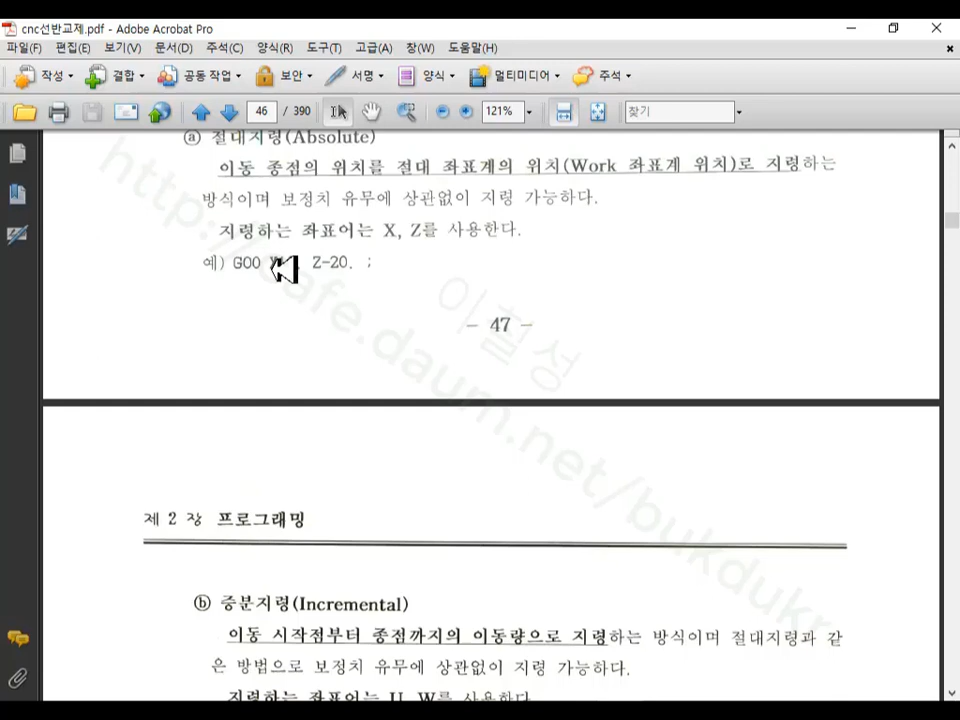 cnc선반교제.pdf - Adobe Acrobat Pro
파일(F) 편집(E) 보기(V) 문서(D) 주석(C) 양식(R) 도구(T) 고급(A) 창(W) 도움말(H)
작성 결합 공동 작업 보안 서명 양식 멀티미디어 주석
46 / 390 121% 찾기
ⓐ 절대지령(Absolute)
이동 종점의 위치를 절대 좌표계의 위치(Work 좌표계 위치)로 지령하는
방식이며 보정치 유무에 상관없이 지령 가능하다.
지령하는 좌표어는 X, Z를 사용한다.
예) G00 Z-20. ;
- 47 -
제 2 장 프로그래밍
ⓑ 증분지령(Incremental)
이동 시작점부터 종점까지의 이동량으로 지령하는 방식이며 절대지령과 같
은 방법으로 보정치 유무에 상관없이 지령 가능하다.
지령하는 좌표어는 U, W를 사용한다.
http://cafe.daum.net/bukdukr
이철성